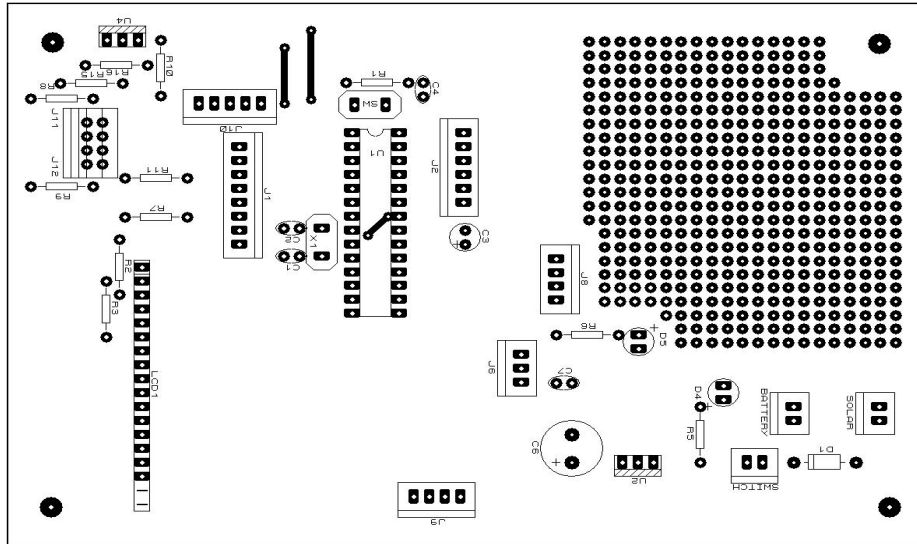 U4
R10
R16
R15
R8
R1
C4
J11
SW
J10
U1
J12
J2
R11
J1
R9
R7
C2
X1
C3
C1
R2
J8
R3
R6
D5
J6
C7
LCD1
D4
BATTERY
SOLAR
R5
C6
D1
U2
SWITCH
J9